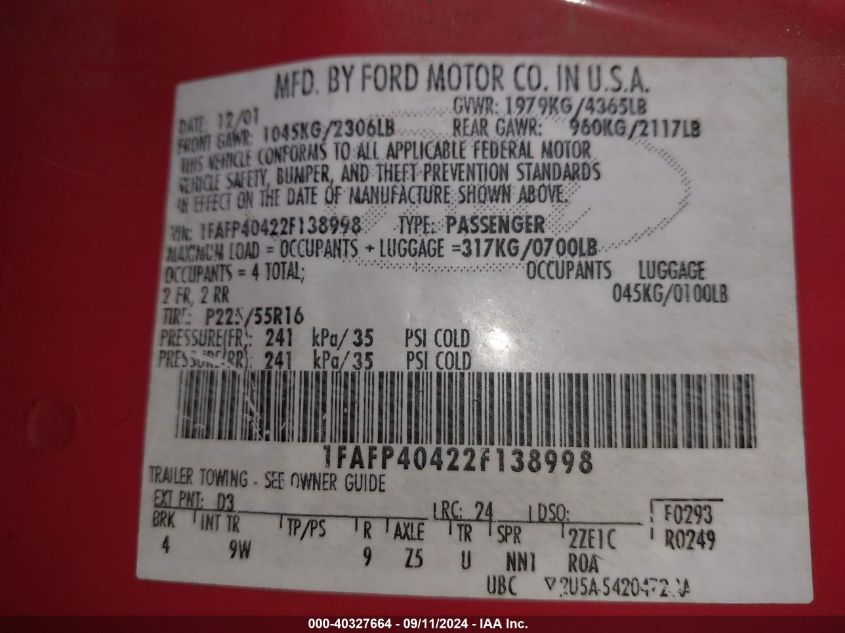 MFD. BY FORD MOTOR CO. IN U.S.A.
DATE: 12/01 GVWR: 1979KG/4365LB
FRONT GAWR: 1045KG/2306LB REAR GAWR: 960KG/2117LB
THIS VEHICLE CONFORMS TO ALL APPLICABLE FEDERAL MOTOR
VEHICLE SAFETY, BUMPER, AND THEFT PREVENTION STANDARDS
IN EFFECT ON THE DATE OF MANUFACTURE SHOWN ABOVE.
VIN: 1FAFP40422F138998 TYPE: PASSENGER
MAXIMUM LOAD = OCCUPANTS + LUGGAGE =317KG/0700LB
OCCUPANTS = 4 TOTAL; OCCUPANTS LUGGAGE
2 FR, 2 RR 045KG/0100LB
TIRE: P225/55R16
PRESSURE(FR): 241 kPa/35 PSI COLD
PRESSURE(RR): 241 kPa/35 PSI COLD
1FAFP40422F138998
TRAILER TOWING - SEE OWNER GUIDE
EXT PNT: D3 RC: 24 DSO: F0293
BRK INT TR TP/PS R AXLE TR SPR 2ZE1C R0249
4 9W 9 Z5 U NN1 ROA
UBC
000-40327664 - 09/11/2024 - IAA Inc.